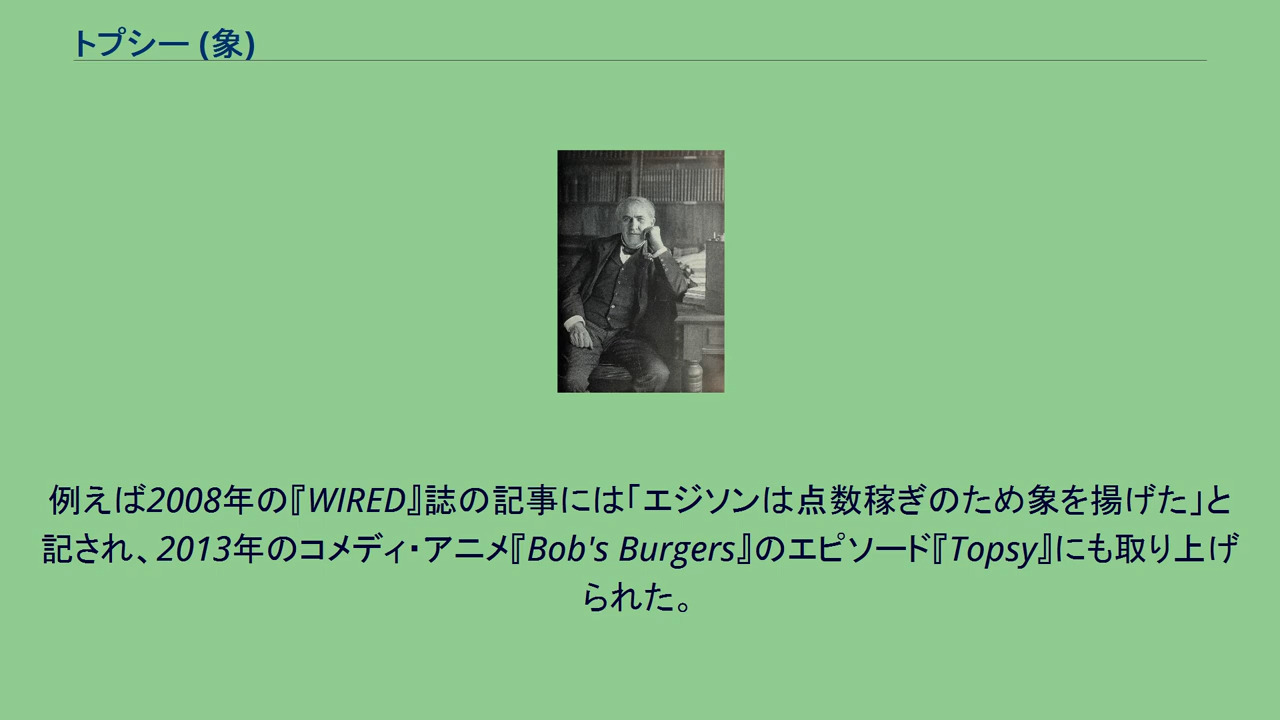 トプシー (象)
例えば2008年の『WIRED』誌の記事には｢エジソンは点数稼ぎのため象を揚げた｣と
記され、2013年のコメディ･アニメ『Bob's Burgers』のエピソード『Topsy』にも取り上げ
られた。